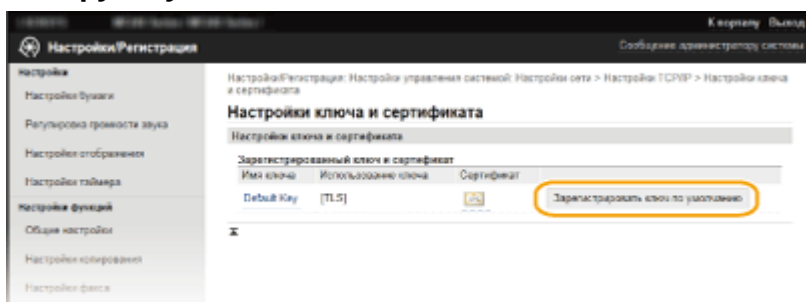 К порталу Выход
Настройки/Регистрация
Сообщение администратору системы
Настройки
Настройки бумаги
Регулировка громкости звука
Настройки отображения
Настройки таймера
Настройки функций
Общие настройки
Настройки копирования
Настройки факса
Настройки/Регистрация: Настройки управления системой: Настройки сети > Настройки TCP/IP > Настройки ключа
и сертификата
Настройки ключа и сертификата
Настройки ключа и сертификата
Зарегистрированный ключ и сертификат
Имя ключа Использование ключа Сертификат
Default Key [TLS] Зарегистрировать ключ по умолчанию